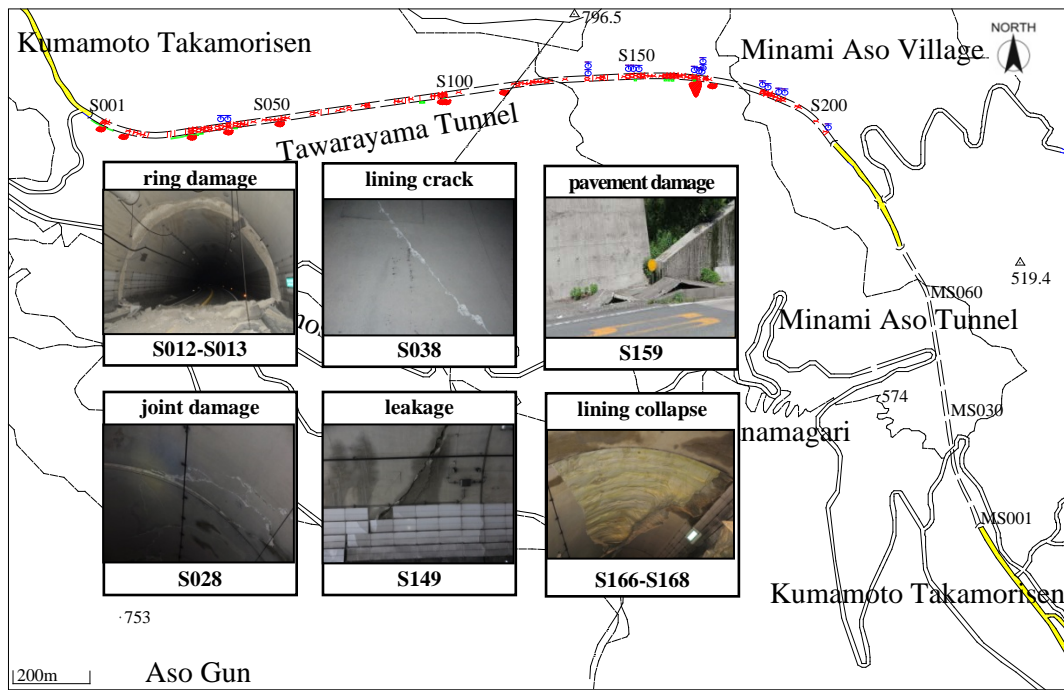 796.5
Kumamoto Takamorisen
Minami Aso Village
NORTH
S001
S050
S100
S150
S200
Tawarayama Tunnel
ring damage
S012-S013
lining crack
S038
pavement damage
S159
519.4
MS060
Minami Aso Tunnel
joint damage
S028
leakage
S149
lining collapse
S166-S168
574
namagari
MS030
MS001
Kumamoto Takamorisen
753
Aso Gun
200m